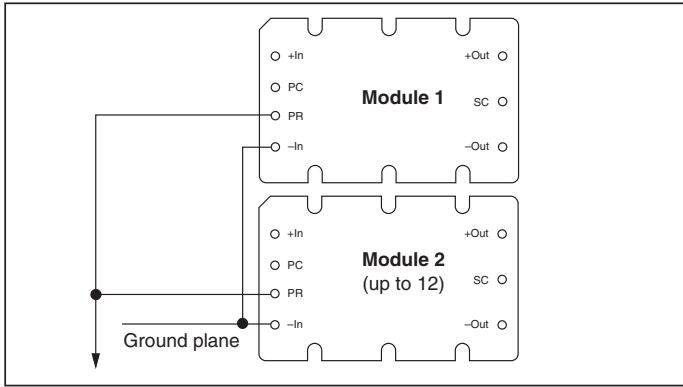 +In +Out
PC
Module 1 SC
PR
–In –Out
+In +Out
PC
Module 2
(up to 12) SC
PR
–In –Out
Ground plane